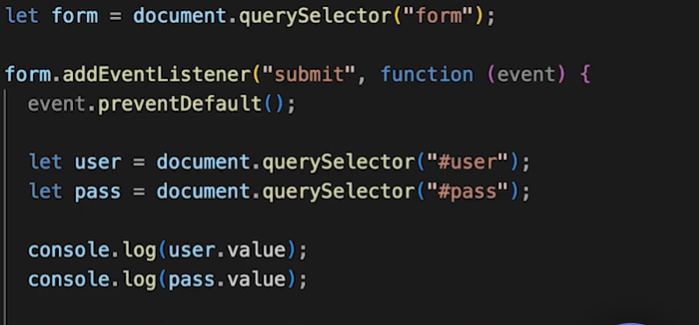 let form = document.querySelector("form");
form.addEventListener("submit", function (event) {
event.preventDefault();
let user = document.querySelector("#user");
let pass = document.querySelector("#pass");
console.log(user.value);
console.log(pass.value);